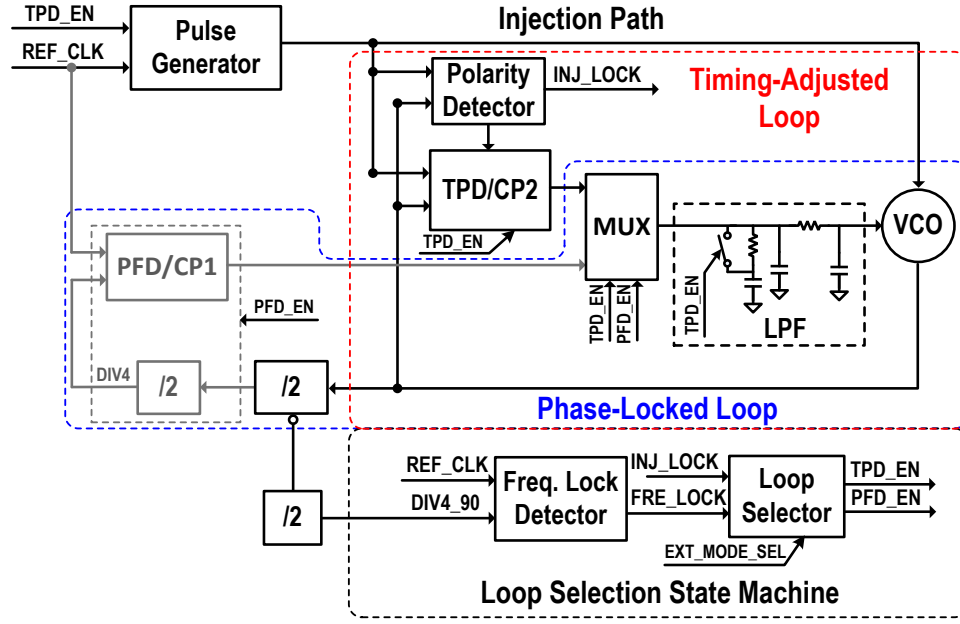 TPD_EN
REF_CLK
Pulse
Generator
Injection Path
Polarity
Detector
INJ_LOCK
Timing-Adjusted
Loop
TPD/CP2
TPD_EN
MUX
TPD_EN
PFD_EN
TPD_EN
LPF
VCO
PFD/CP1
PFD_EN
DIV4
/2
/2
Phase-Locked Loop
/2
REF_CLK
DIV4_90
Freq. Lock
Detector
INJ_LOCK
FRE_LOCK
Loop
Selector
TPD_EN
PFD_EN
EXT_MODE_SEL
Loop Selection State Machine